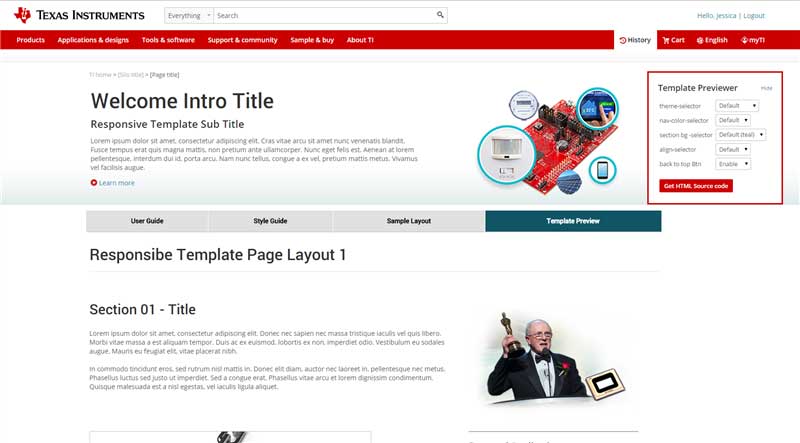 TEXAS INSTRUMENTS
Everything
Search
Hello, Jessica | Logout
Products
Applications & designs
Tools & software
Support & community
Sample & buy
About TI
History
Cart
English
myTI
TI home > [Silo title] > [Page title]
Welcome Intro Title
Responsive Template Sub Title
Lorem ipsum dolor sit amet, consectetur adipiscing elit. Cras vitae arcu sit amet nunc venenatis blandit.
Fusce tempus erat quis magna mattis, non pretium ante ullamcorper. Nunc eget felis est. Aenean at lorem
pellentesque, interdum dui id, porta arcu. Nam nunc tellus, congue a ex vel, pretium mattis metus. Vivamus
vel facilisis augue.
Learn more
Template Previewer
Hide
theme-selector
Default
nav-color-selector
Default
section bg -selector
Default:(teal)
align-selector
Default
back to top Btn
Enable
Get HTML Source code
User Guide
Style Guide
Sample Layout
Template Preview
Responsibe Template Page Layout 1
Section 01 - Title
Lorem ipsum dolor sit amet, consectetur adipiscing elit. Donec nec sapien nec massa tristique iaculis vel quis libero.
Morbi vitae massa a est aliquam tempor. Duis ac ex euismod, lobortis ex non, imperdiet odio. Vestibulum eu sodales
augue. Mauris eu feugiat elit, vitae placerat nibh.
In commodo tincidunt eros, sed rutrum nisl mattis in. Donec elit diam, auctor nec laoreet in, pellentesque nec metus.
Phasellus luctus sed justo ut imperdiet. Sed a congue erat. Phasellus vitae arcu et lorem dignissim condimentum.
Quisque malesuada est a nisl egestas, vel iaculis ligula aliquet.